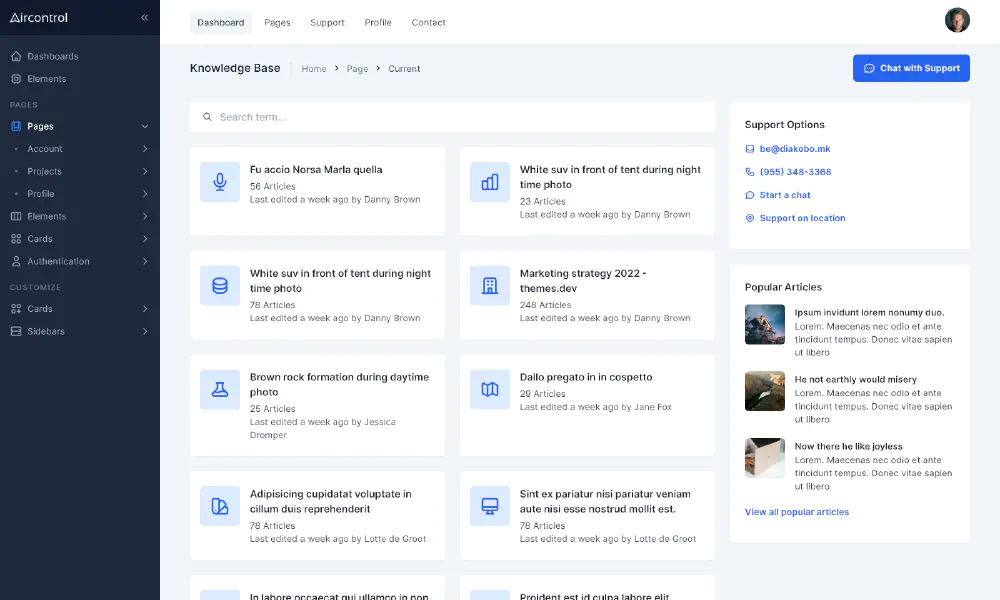 Aircontrol
Dashboards
Elements
PAGES
Pages
Account
Projects
Profile
Elements
Cards
Authentication
CUSTOMIZE
Cards
Sidebars
Dashboard
Pages
Support
Profile
Contact
Knowledge Base
Home
Page
Current
Chat with Support
Search term...
Fu accio Norsa Marla quella
56 Articles
Last edited a week ago by Danny Brown
White suv in front of tent during night
time photo
23 Articles
Last edited a week ago by Danny Brown
White suv in front of tent during night
time photo
78 Articles
Last edited a week ago by Danny Brown
Marketing strategy 2022 -
themes.dev
248 Articles
Last edited a week ago by Danny Brown
Brown rock formation during daytime
photo
25 Articles
Last edited a week ago by Jessica
Dromper
Dallo pregato in in cospetto
29 Articles
Last edited a week ago by Jane Fox
Adipisicing cupidatat voluptate in
cillum duis reprehenderit
78 Articles
Last edited a week ago by Lotte de Groot
Sint ex pariatur nisi pariatur veniam
aute nisi esse nostrud mollit est.
78 Articles
Last edited a week ago by Lotte de Groot
In labore occaecat qui ullamco in non
Proident est id culpa labore elit
Support Options
be@diakobo.mk
(955) 348-3368
Start a chat
Support on location
Popular Articles
Ipsum invidunt lorem nonumy duo.
Lorem. Maecenas nec odio et ante
tincidunt tempus. Donec vitae sapien
ut libero
He not earthly would misery
Lorem. Maecenas nec odio et ante
tincidunt tempus. Donec vitae sapien
ut libero
Now there he like joyless
Lorem. Maecenas nec odio et ante
tincidunt tempus. Donec vitae sapien
ut libero
View all popular articles